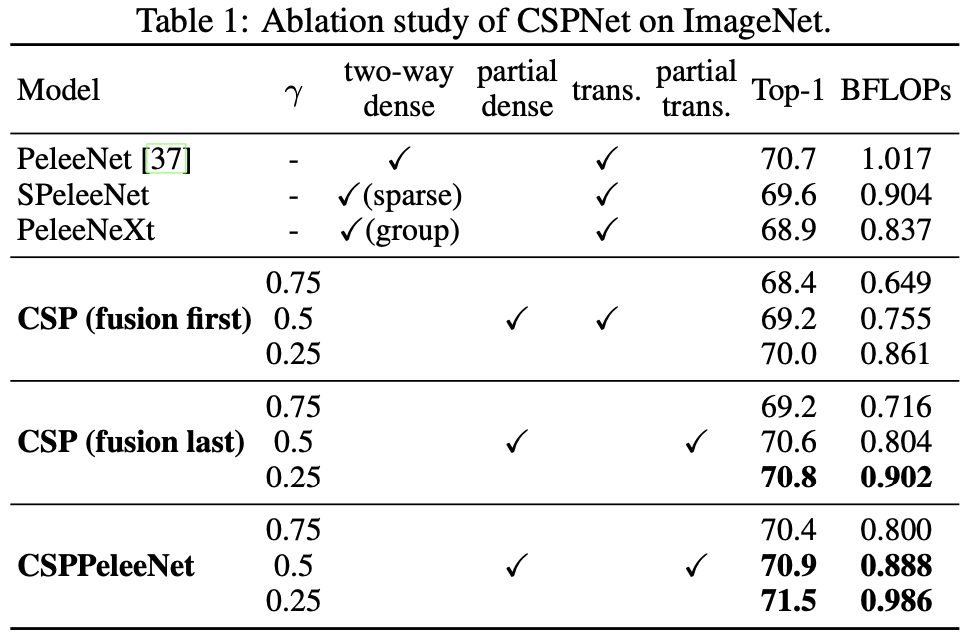 Table 1: Ablation study of CSPNet on ImageNet.
Model γ two-way dense partial dense trans. partial trans. Top-1 BFLOPs
PeleeNet [37] - ✓ ✓ 70.7 1.017
SPeleeNet - ✓(sparse) ✓ 69.6 0.904
PeleeNeXt - ✓(group) ✓ 68.9 0.837
0.75 68.4 0.649
CSP (fusion first) 0.5 ✓ ✓ 69.2 0.755
0.25 70.0 0.861
0.75 69.2 0.716
CSP (fusion last) 0.5 ✓ ✓ 70.6 0.804
0.25 70.8 0.902
0.75 70.4 0.800
CSPPeleeNet 0.5 ✓ ✓ 70.9 0.888
0.25 71.5 0.986